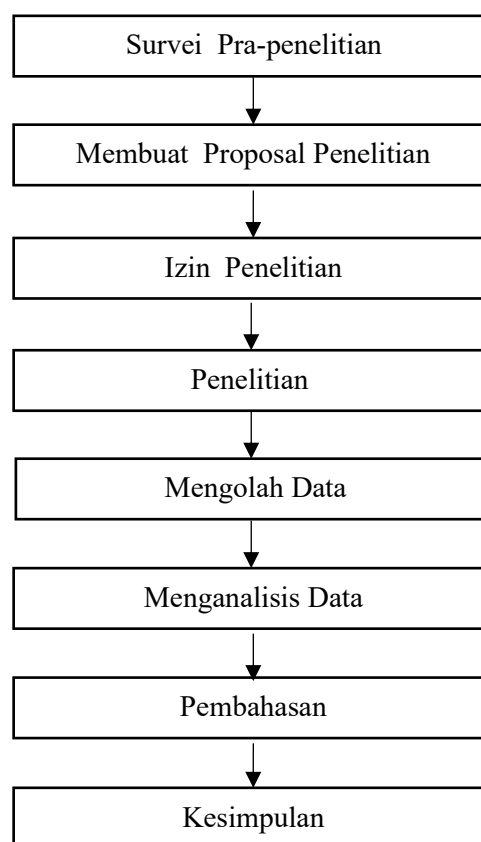 Survei Pra-penelitian
Membuat Proposal Penelitian
Izin Penelitian
Penelitian
Mengolah Data
Menganalisis Data
Pembahasan
Kesimpulan